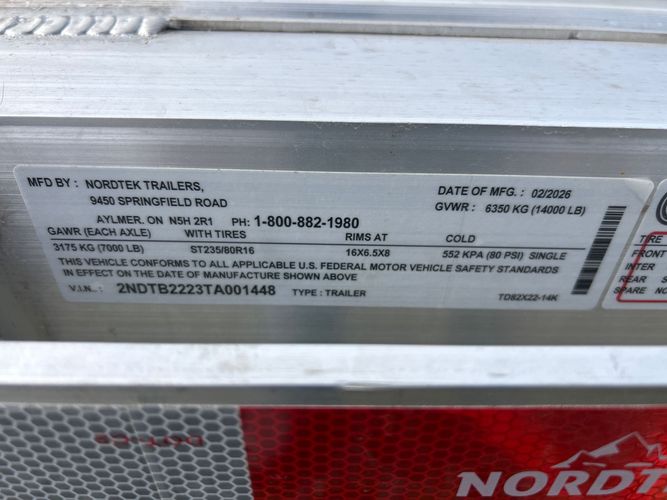 MFD BY : NORDTEK TRAILERS,
9450 SPRINGFIELD ROAD
AYLMER. ON N5H 2R1 PH: 1-800-882-1980
DATE OF MFG. : 02/2026
GVWR : 6350 KG (14000 LB)
GAWR (EACH AXLE) WITH TIRES RIMS AT COLD
3175 KG (7000 LB) ST235/80R16 16X6.5X8 552 KPA (80 PSI) SINGLE
THIS VEHICLE CONFORMS TO ALL APPLICABLE U.S. FEDERAL MOTOR VEHICLE SAFETY STANDARDS
IN EFFECT ON THE DATE OF MANUFACTURE SHOWN ABOVE
V.I.N.. : 2NDTB2223TA001448 TYPE : TRAILER TD82X22-14K
TIRE
FRONT
INTER
REAR S
SPARE NO
DOT-C2
NORDT